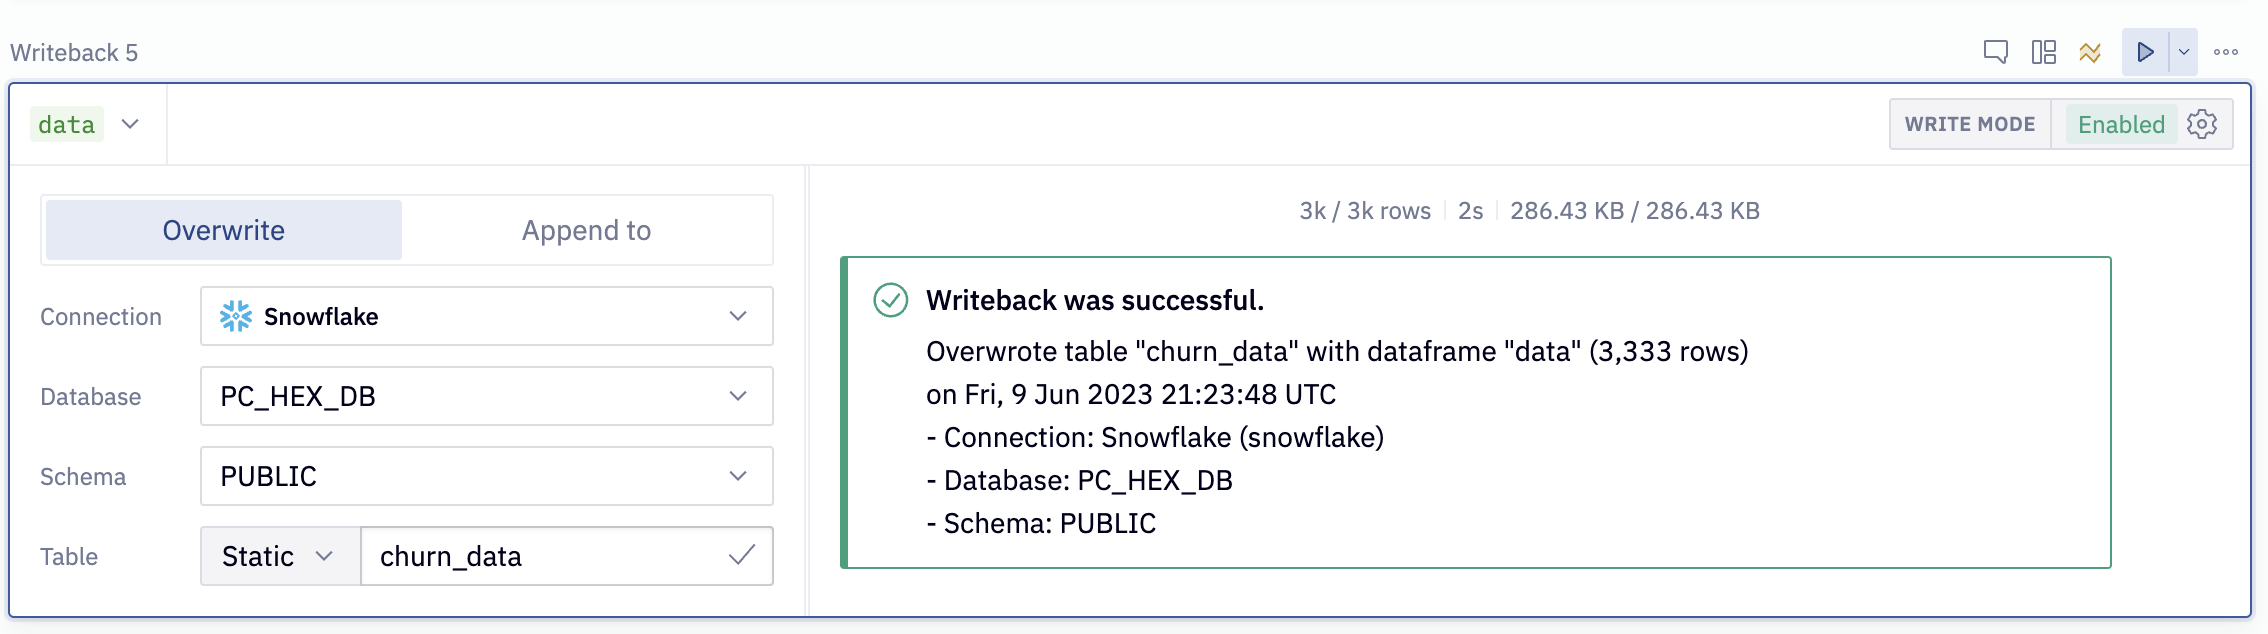 Writeback 5
data
WRITE MODE Enabled
Overwrite Append to
3k / 3k rows 2s 286.43 KB / 286.43 KB
Connection Snowflake
Database PC_HEX_DB
Schema PUBLIC
Table Static churn_data
Writeback was successful.
Overwrote table "churn_data" with dataframe "data" (3,333 rows)
on Fri, 9 Jun 2023 21:23:48 UTC
- Connection: Snowflake (snowflake)
- Database: PC_HEX_DB
- Schema: PUBLIC